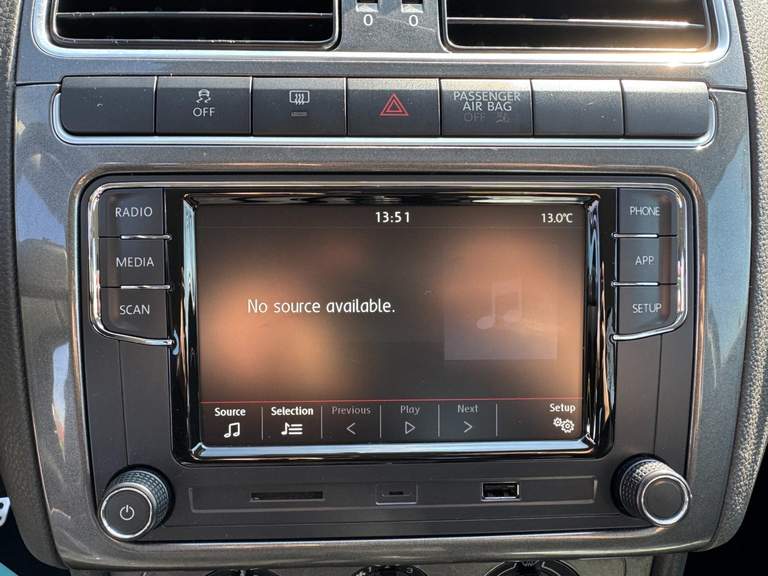 0 0
OFF
PASSENGER
AIR BAG
OFF
RADIO
MEDIA
SCAN
13:51 13.0°C
No source available.
Source Selection Previous Play Next Setup
PHONE
APP
SETUP